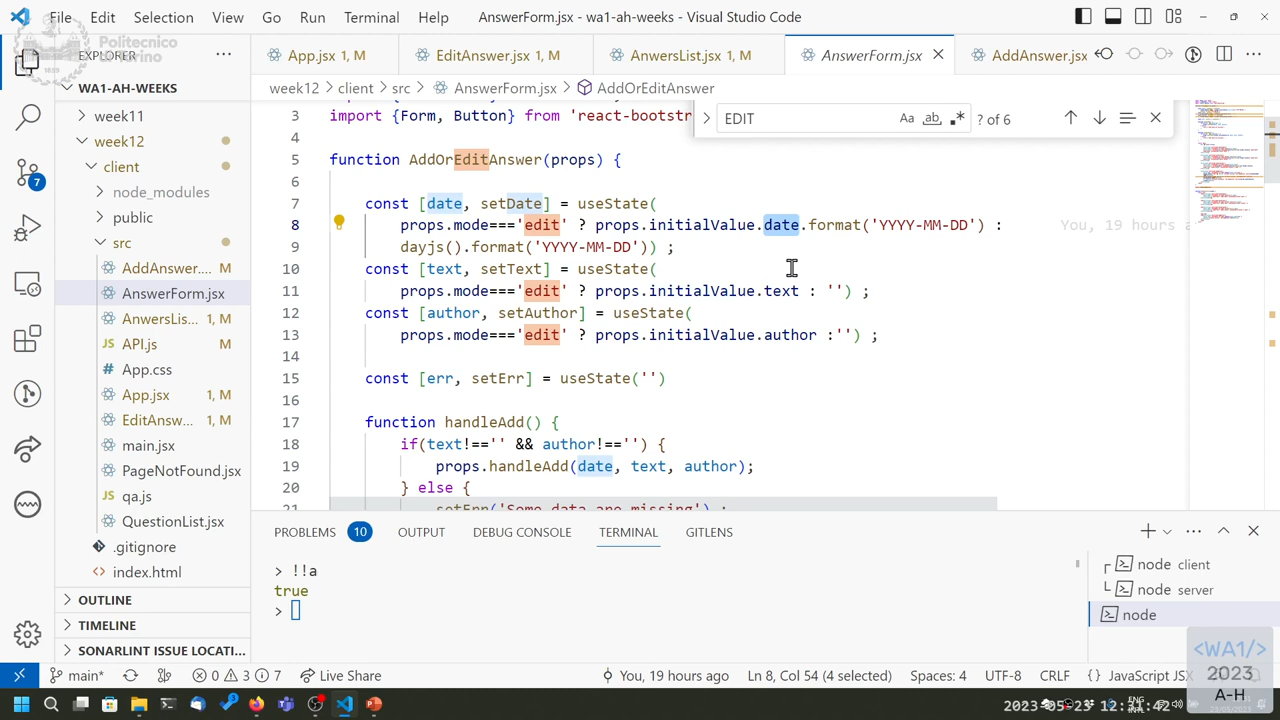 File Edit Selection View Go Run Terminal Help AnswerForm.jsx - wa1-ah-weeks - Visual Studio Code
Politecnico
EXPLORER
App.jsx 1, M EditAnswer.jsx 1, M AnwersList.jsx 1, M AnswerForm.jsx AddAnswer.jsx
WA1-AH-WEEKS
week12 > client > src > AnswerForm.jsx > AddOrEditAnswer
week11
week12
client
node_modules
public
src
AddAnswer.... M
AnswerForm.jsx
AnwersLis... 1, M
API.js M
App.css
App.jsx 1, M
EditAnsw... 1, M
main.jsx
PageNotFound.jsx
qa.js
QuestionList.jsx
.gitignore
index.html
OUTLINE
TIMELINE
SONARLINT ISSUE LOCATI...
7
EDIT Aa ab ? of 6
3 import {Form, Button} from 'react-bootst
5 function AddOrEditAnswer(props) {
6
7 const [date, setDate] = useState(
8 props.mode==='edit' ? props.initialValue.date.format('YYYY-MM-DD') : You, 19 hours a
9 dayjs().format('YYYY-MM-DD')) ;
10 const [text, setText] = useState(
11 props.mode==='edit' ? props.initialValue.text : '') ;
12 const [author, setAuthor] = useState(
13 props.mode==='edit' ? props.initialValue.author :'') ;
14
15 const [err, setErr] = useState('')
16
17 function handleAdd() {
18 if(text!=='' && author!=='') {
19 props.handleAdd(date, text, author);
20 } else {
21 setErr('Some data are missing') ;
PROBLEMS 10 OUTPUT DEBUG CONSOLE TERMINAL GITLENS
> !!a
true
>
node client
node server
node
main* 0 3 7 Live Share You, 19 hours ago Ln 8, Col 54 (4 selected) Spaces: 4 UTF-8 CRLF { } JavaScript JSX
<WA1/>
2023
A-H
ENG